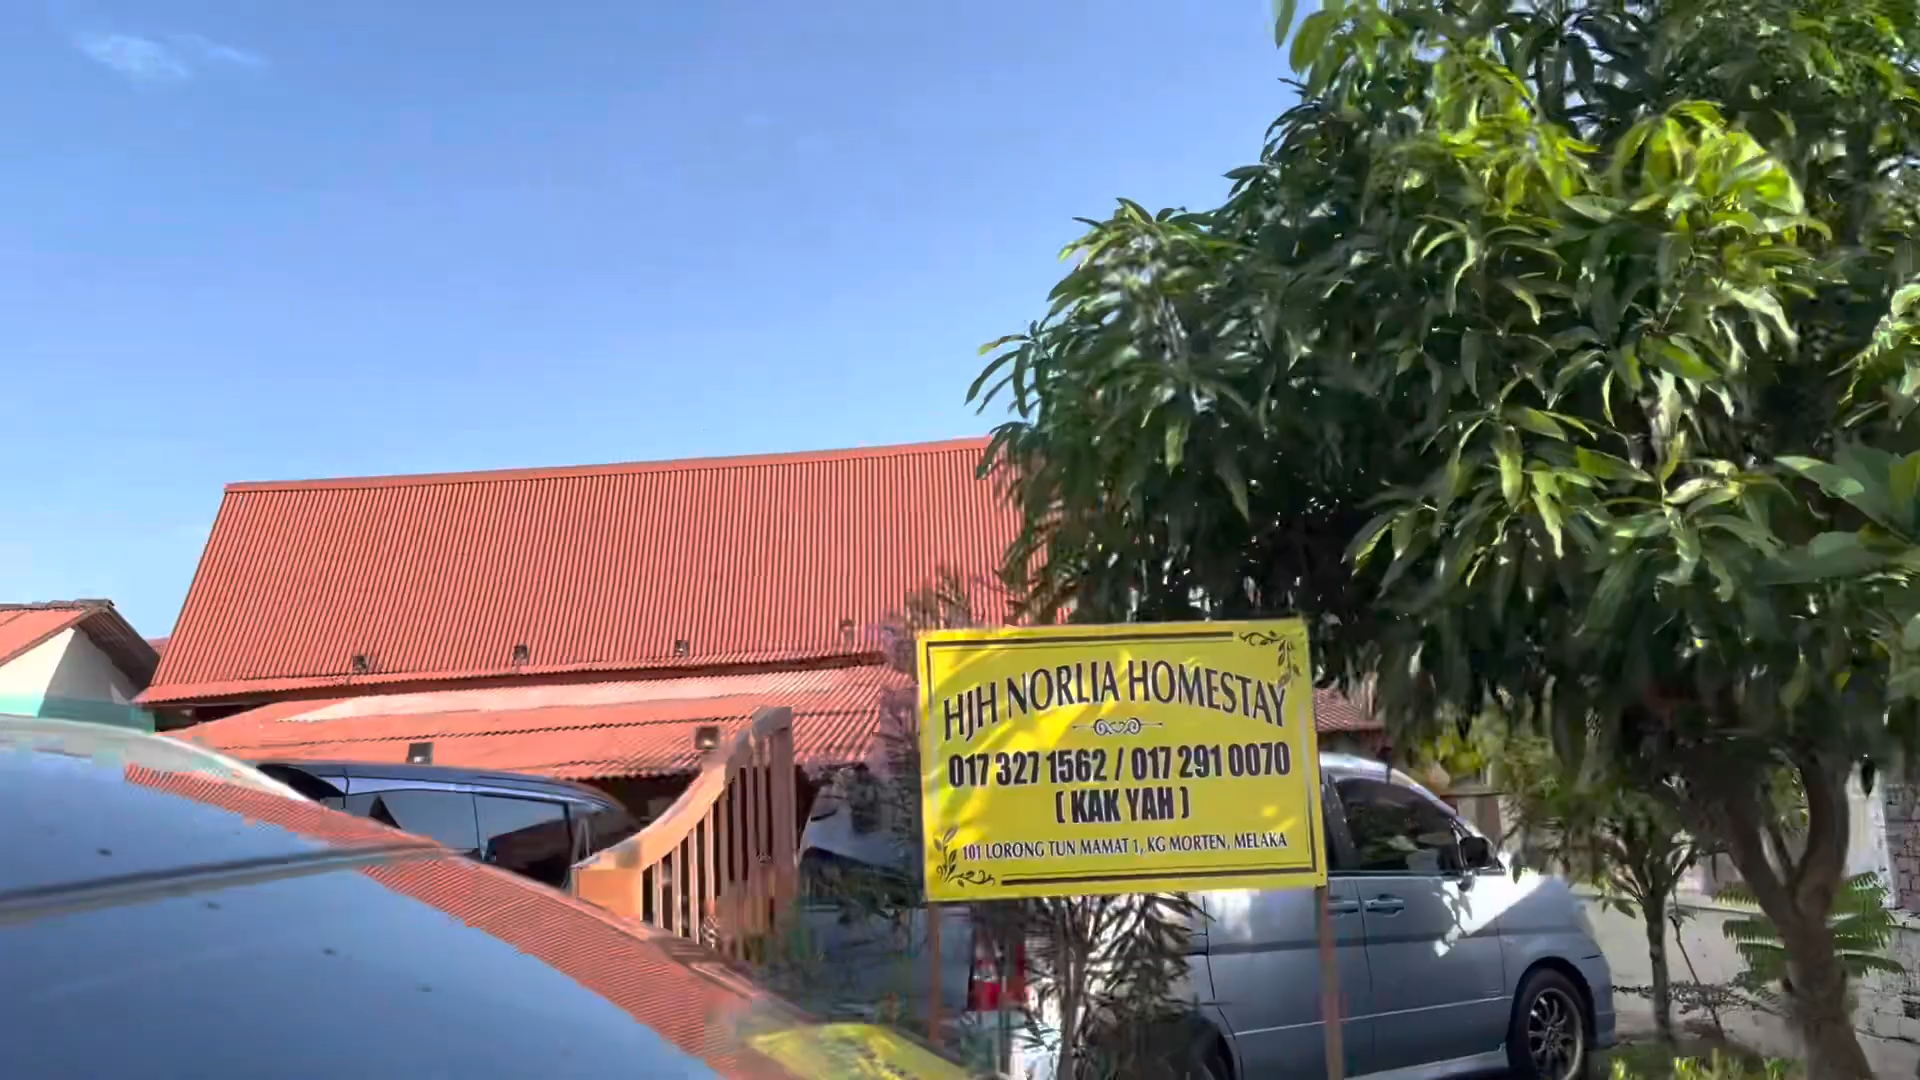 HJH NORLIA HOMESTAY
017 327 1562 / 017 291 0070
( KAK YAH )
101 LORONG TUN MAMAT 1, KG MORTEN, MELAKA